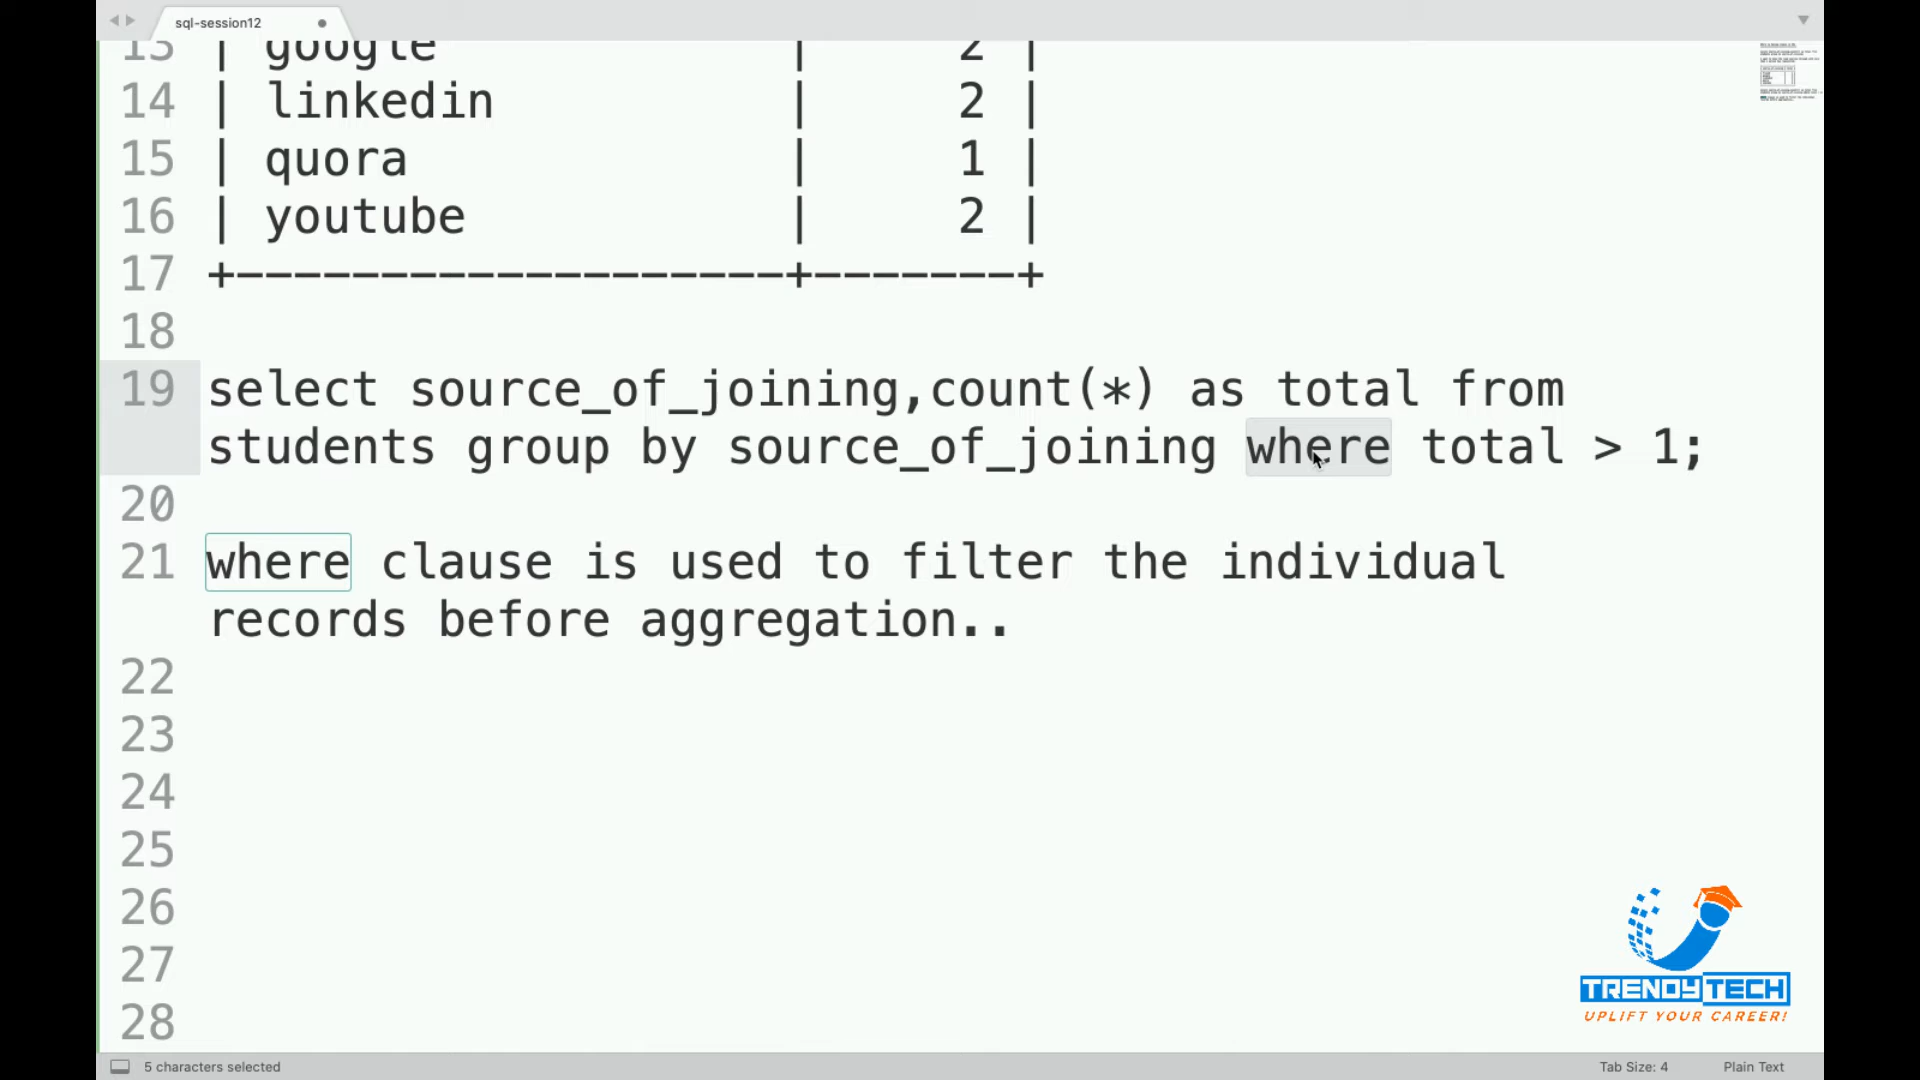 sql-session12
13 | google | 2 |
14 | linkedin | 2 |
15 | quora | 1 |
16 | youtube | 2 |
17 +-------------------+-------+
18
19 select source_of_joining,count(*) as total from
students group by source_of_joining where total > 1;
20
21 where clause is used to filter the individual
records before aggregation..
22
23
24
25
26
27
28
TRENDYTECH
UPLIFT YOUR CAREER!
5 characters selected
Tab Size: 4
Plain Text